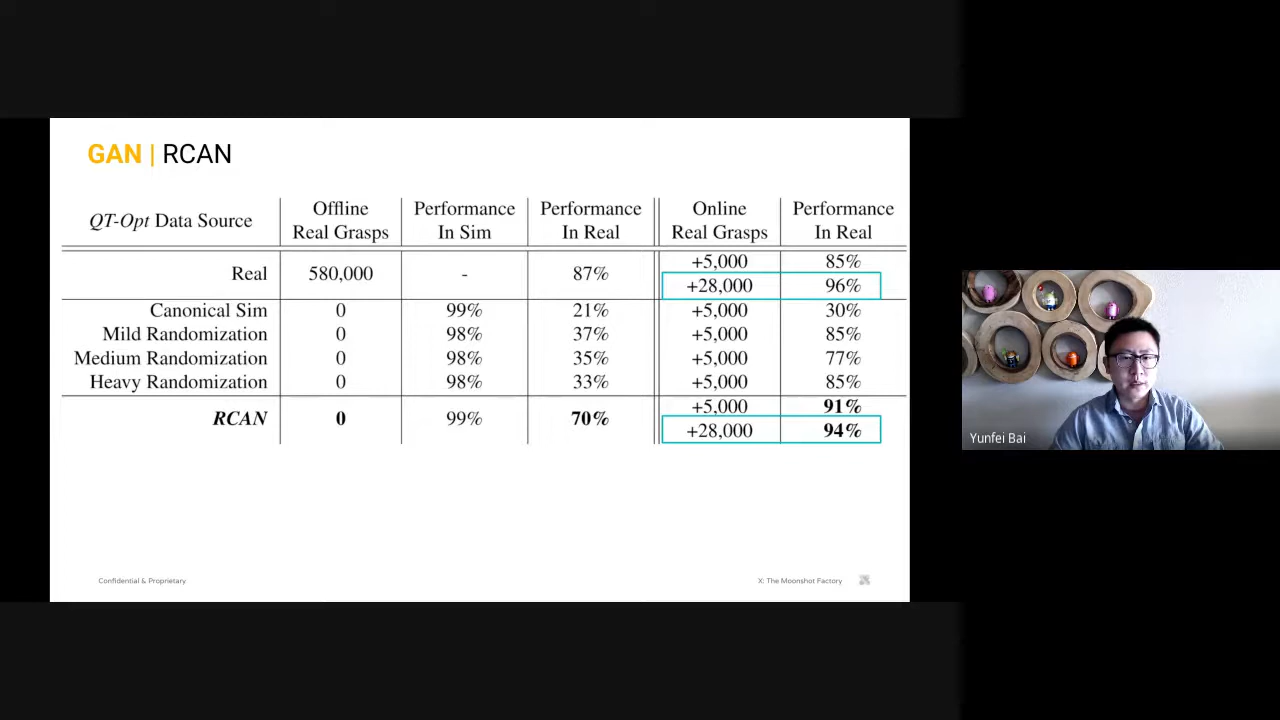 GAN | RCAN
QT-Opt Data Source Offline Real Grasps Performance In Sim Performance In Real Online Real Grasps Performance In Real
Real 580,000 - 87% +5,000 85%
+28,000 96%
Canonical Sim 0 99% 21% +5,000 30%
Mild Randomization 0 98% 37% +5,000 85%
Medium Randomization 0 98% 35% +5,000 77%
Heavy Randomization 0 98% 33% +5,000 85%
RCAN 0 99% 70% +5,000 91%
+28,000 94%
Confidential & Proprietary X: The Moonshot Factory
Yunfei Bai